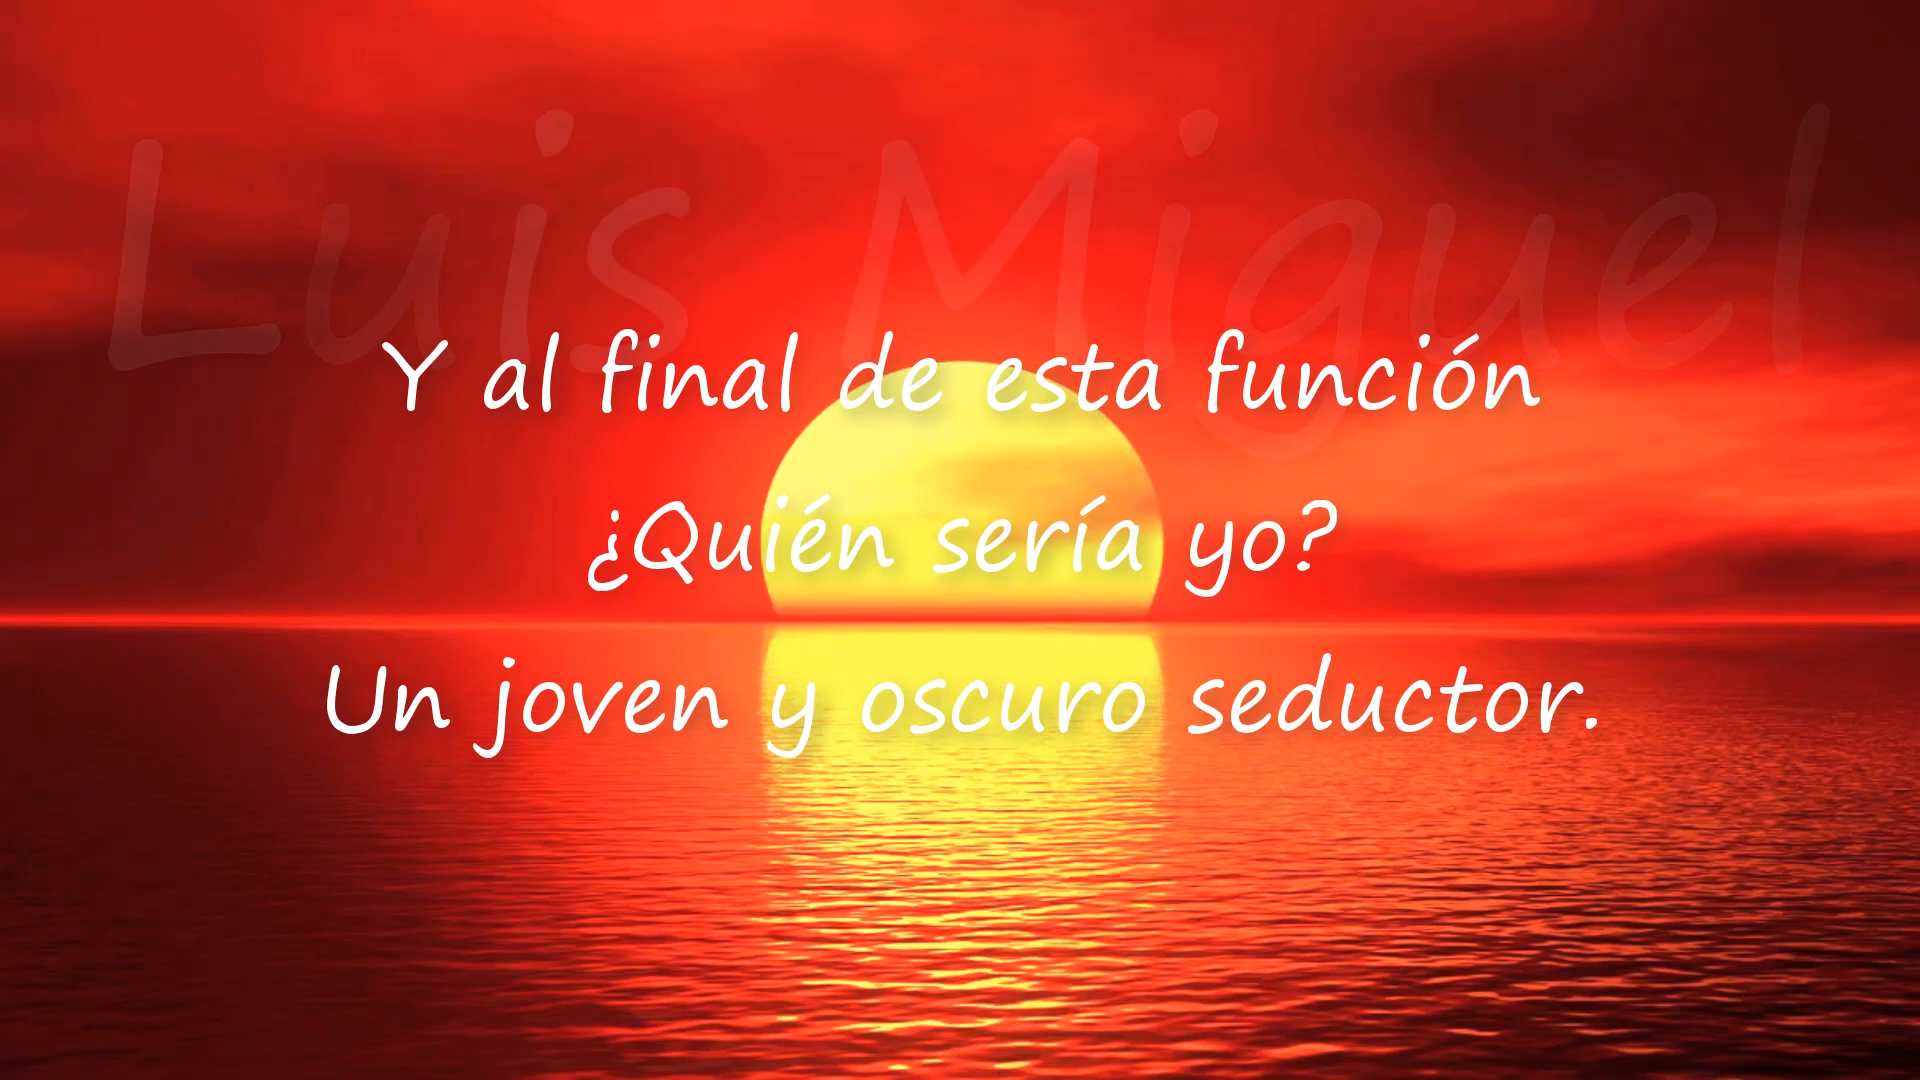 Luis Miguel
Y al final de esta función
¿Quién sería yo?
Un joven y oscuro seductor.